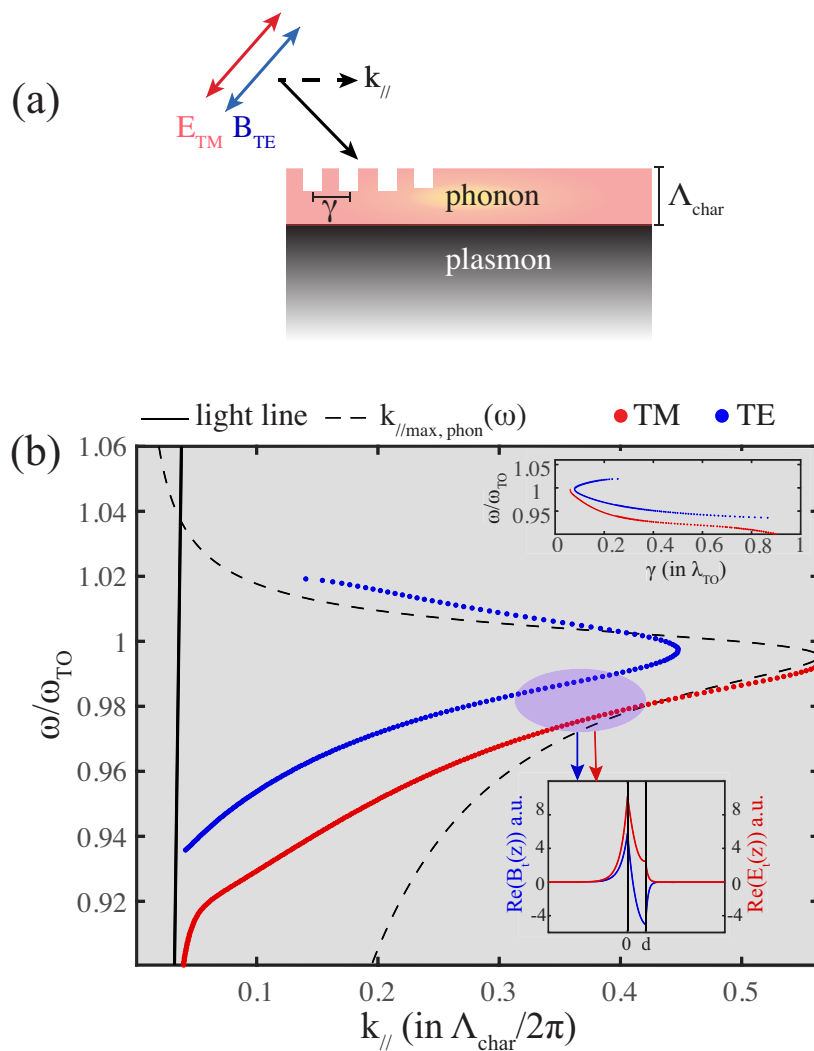 (a)
k//
E_TM B_TE
phonon
Λ_char
γ
plasmon
light line k_//max, phon(ω) TM TE
(b)
1.06
1.04
1.02
1
0.98
0.96
0.94
0.92
ω/ω_TO
0.1 0.2 0.3 0.4 0.5
k_// (in Λ_char/2π)
1.05
1
0.95
ω/ω_TO
0 0.2 0.4 0.6 0.8 1
γ (in λ_TO)
Re(B_t(z)) a.u.
8
4
0
-4
8
4
0
-4
Re(E_t(z)) a.u.
0 d